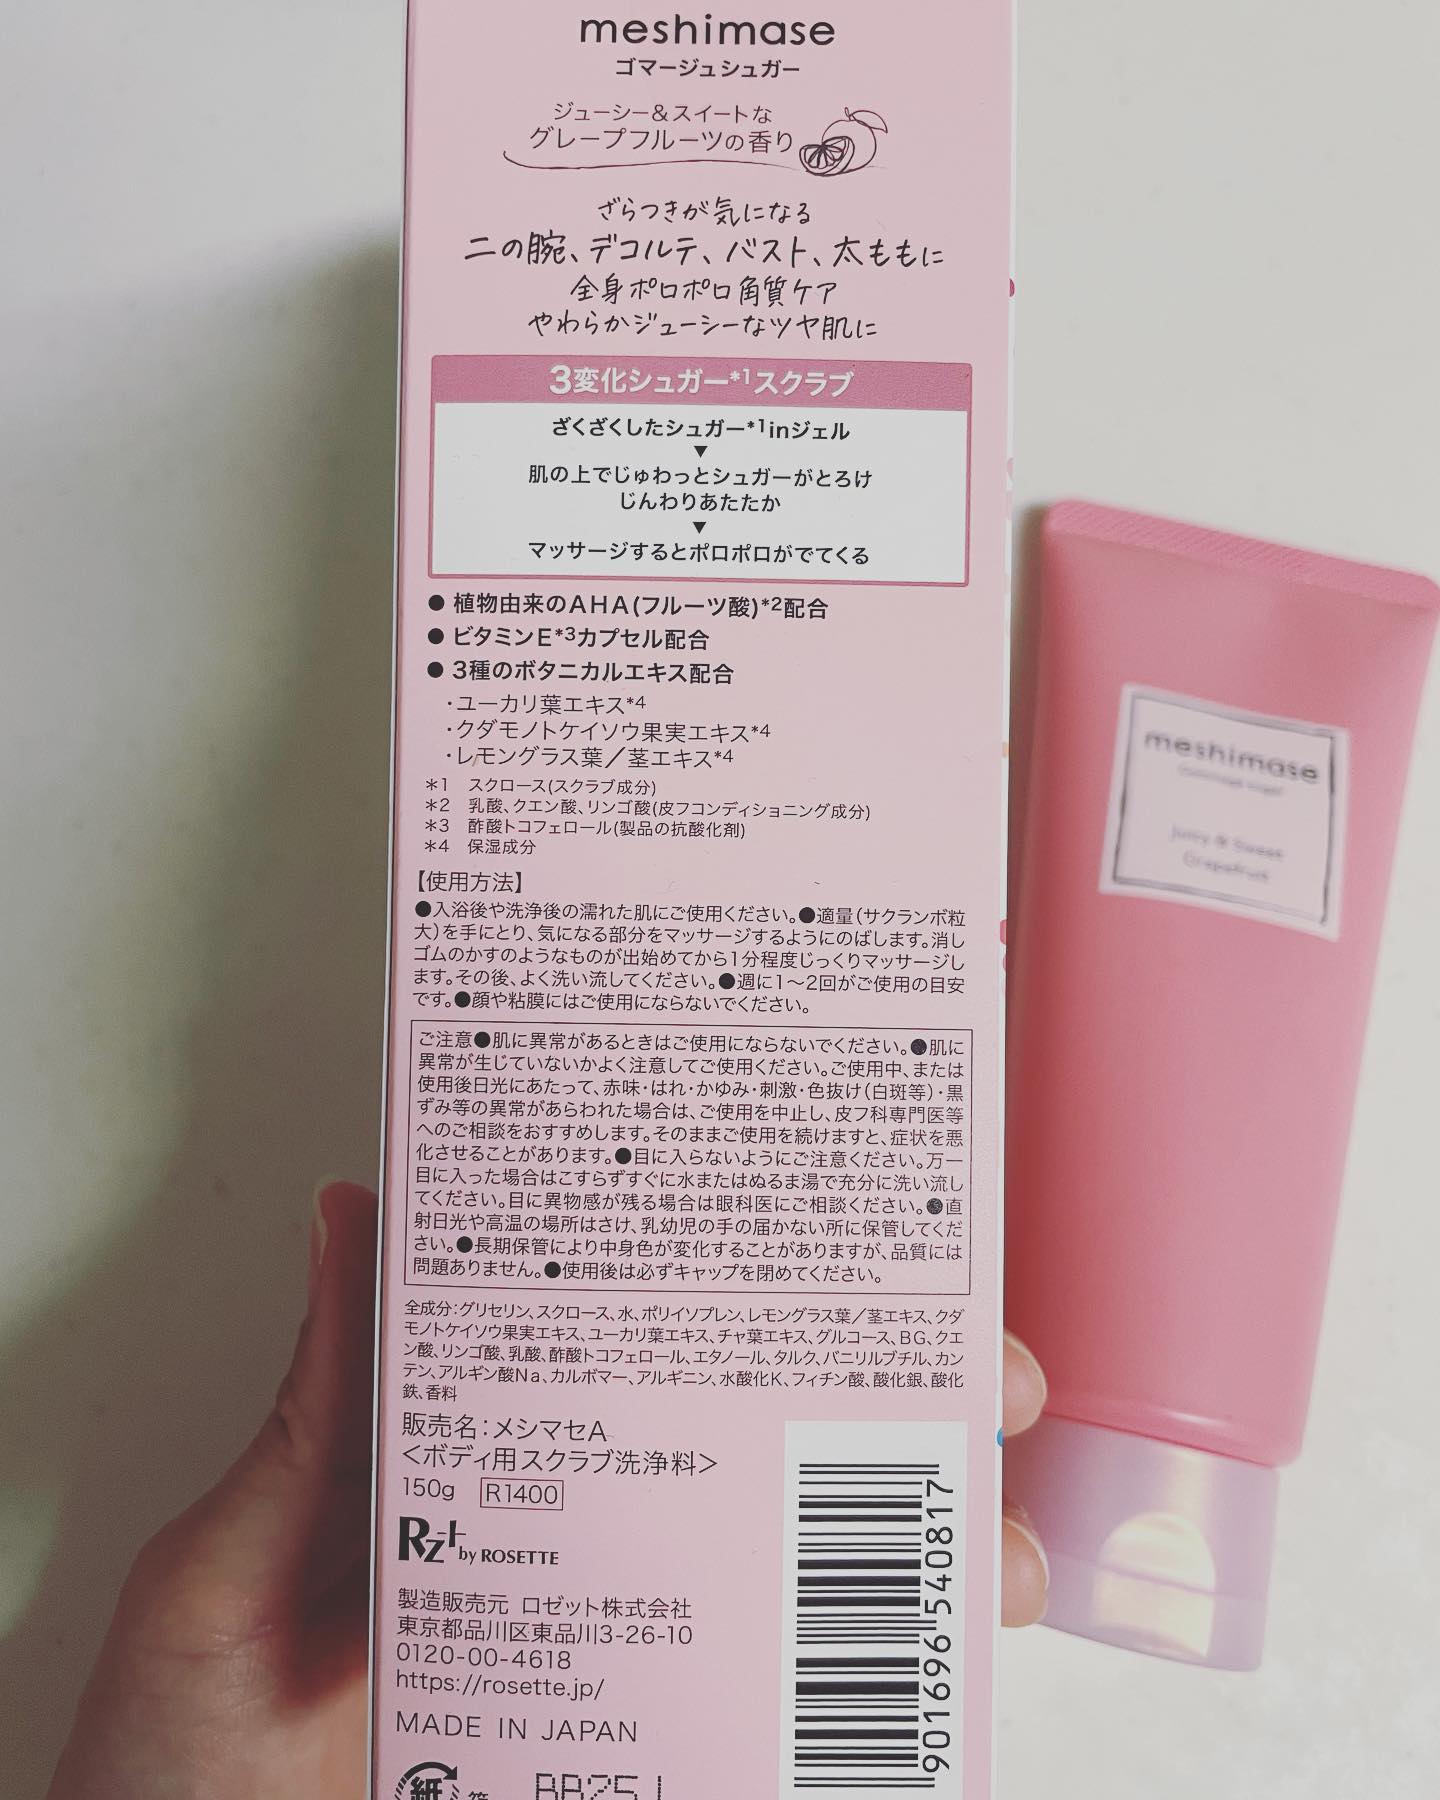 meshimase
ゴマージュシュガー
ジューシー＆スイートな
グレープフルーツの香り
ざらつきが気になる
二の腕、デコルテ、バスト、太ももに
全身ポロポロ角質ケア
やわらかジューシーなツヤ肌に
3変化シュガー*1スクラブ
ざくざくしたシュガー*1inジェル
▼
肌の上でじゅわっとシュガーがとろけ
じんわりあたたか
▼
マッサージするとポロポロがでてくる
● 植物由来のAHA(フルーツ酸)*2配合
● ビタミンE*3カプセル配合
● 3種のボタニカルエキス配合
・ユーカリ葉エキス*4
・クダモノトケイソウ果実エキス*4
・レモングラス葉／茎エキス*4
＊1 スクロース(スクラブ成分)
＊2 乳酸、クエン酸、リンゴ酸(皮フコンディショニング成分)
＊3 酢酸トコフェロール(製品の抗酸化剤)
＊4 保湿成分
【使用方法】
●入浴後や洗浄後の濡れた肌にご使用ください。●適量（サクランボ粒
大）を手にとり、気になる部分をマッサージするようにのばします。消し
ゴムのかすのようなものが出始めてから1分程度じっくりマッサージし
ます。その後、よく洗い流してください。●週に1〜2回がご使用の目安
です。●顔や粘膜にはご使用にならないでください。
ご注意●肌に異常があるときはご使用にならないでください。●肌に
異常が生じていないかよく注意してご使用ください。ご使用中、または
使用後日光にあたって、赤味・はれ・かゆみ・刺激・色抜け（白斑等）・黒
ずみ等の異常があらわれた場合は、ご使用を中止し、皮フ科専門医等
へのご相談をおすすめします。そのままご使用を続けますと、症状を悪
化させることがあります。●目に入らないようにご注意ください。万一
目に入った場合はこすらずすぐに水またはぬるま湯で充分に洗い流し
てください。目に異物感が残る場合は眼科医にご相談ください。●直
射日光や高温の場所はさけ、乳幼児の手の届かない所に保管してくだ
さい。●長期保管により中身色が変化することがありますが、品質には
問題ありません。●使用後は必ずキャップを閉めてください。
全成分：グリセリン、スクロース、水、ポリイソプレン、レモングラス葉／茎エキス、クダ
モノトケイソウ果実エキス、ユーカリ葉エキス、チャ葉エキス、グルコース、BG、クエ
ン酸、リンゴ酸、乳酸、酢酸トコフェロール、エタノール、タルク、バニリルブチル、カン
テン、アルギン酸Na、カルボマー、アルギニン、水酸化K、フィチン酸、酸化銀、酸化
鉄、香料
販売名：メシマセA
＜ボディ用スクラブ洗浄料＞
150g R1400
Rz+ by ROSETTE
製造販売元 ロゼット株式会社
東京都品川区東品川3-26-10
0120-00-4618
https://rosette.jp/
MADE IN JAPAN
紙
4901696540817
meshimase
Juicy & Sweet
Grapefruit